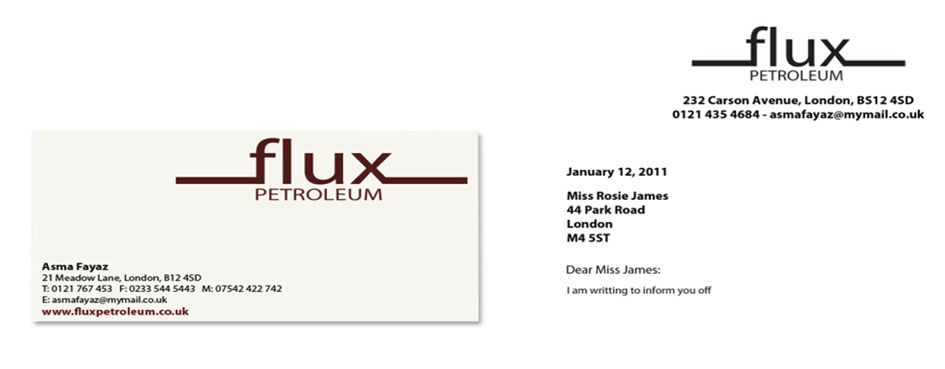 flux
PETROLEUM
Asma Fayaz
21 Meadow Lane, London, B12 4SD
T: 0121 767 453 F: 0233 544 5443 M: 07542 422 742
E: asmafayaz@mymail.co.uk
www.fluxpetroleum.co.uk
flux
PETROLEUM
232 Carson Avenue, London, BS12 4SD
0121 435 4684 - asmafayaz@mymail.co.uk
January 12, 2011
Miss Rosie James
44 Park Road
London
M4 5ST
Dear Miss James:
I am writting to inform you off